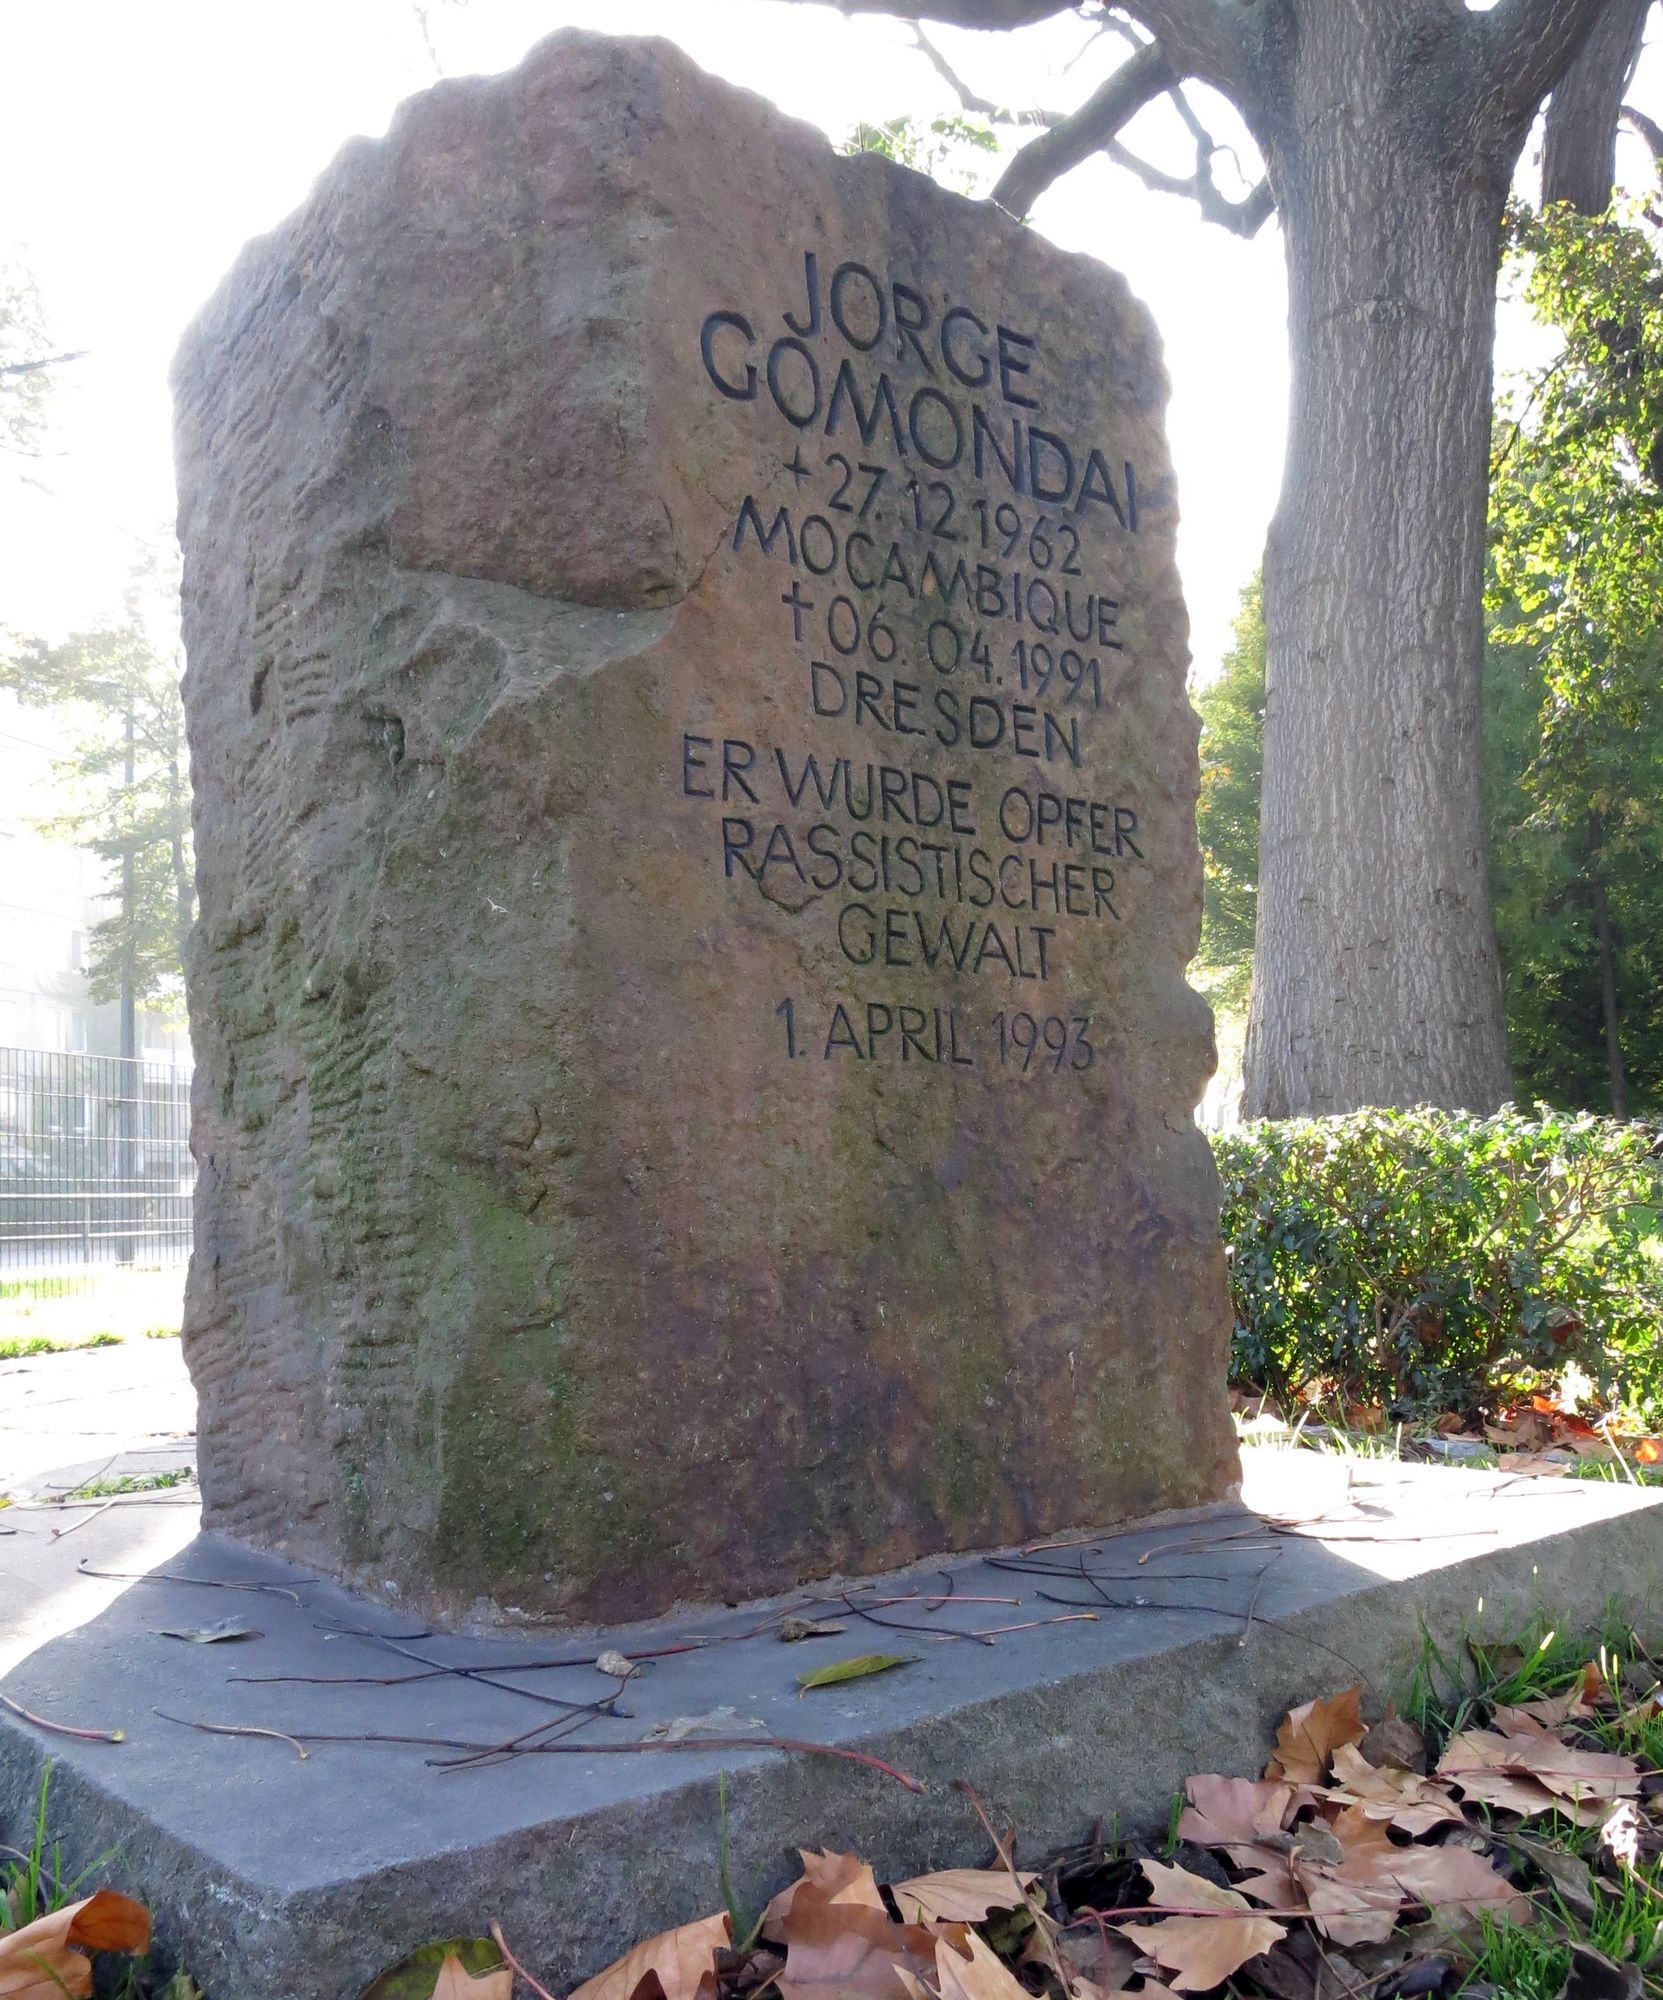 JORGE
GOMONDAI
+ 27. 12. 1962
MOCAMBIQUE
† 06. 04. 1991
DRESDEN
ER WURDE OPFER
RASSISTISCHER
GEWALT
1. APRIL 1993